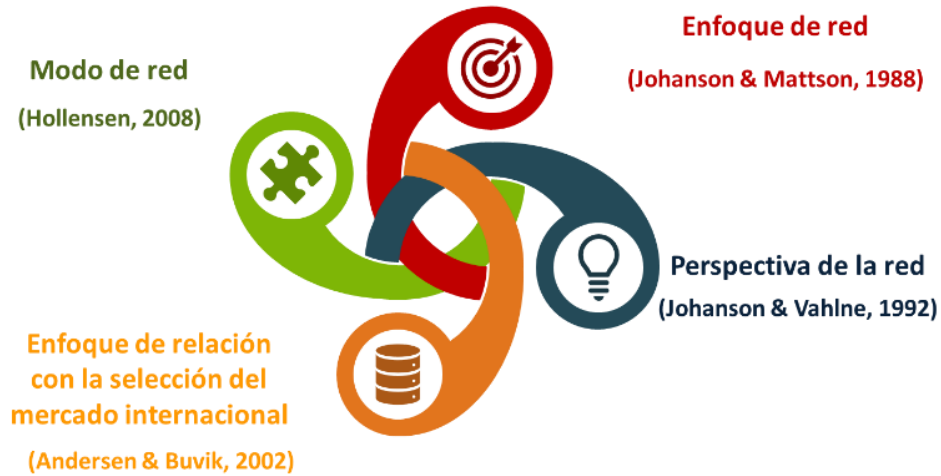 Enfoque de red
(Johanson & Mattson, 1988)
Modo de red
(Hollensen, 2008)
Perspectiva de la red
(Johanson & Vahlne, 1992)
Enfoque de relación
con la selección del
mercado internacional
(Andersen & Buvik, 2002)